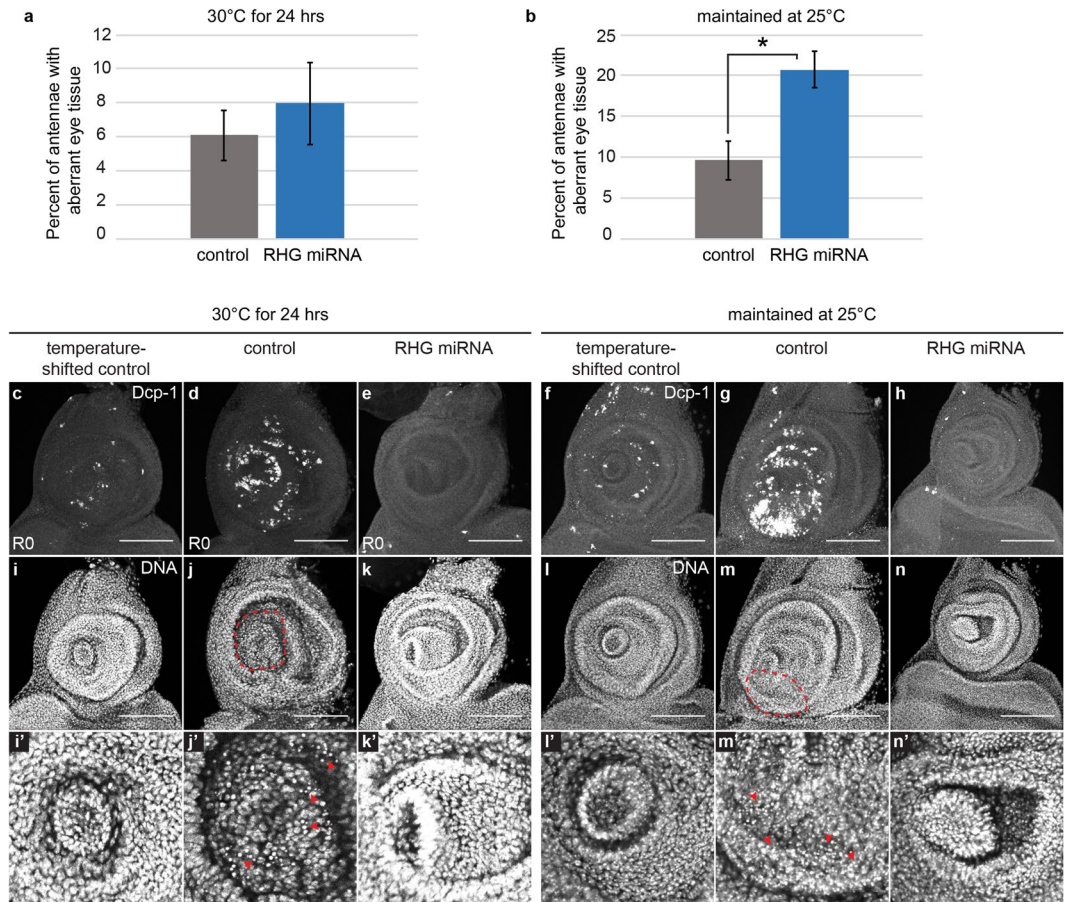 a
30°C for 24 hrs
Percent of antennae with
aberrant eye tissue
12
10
8
6
4
2
0
control
RHG miRNA
b
maintained at 25°C
Percent of antennae with
aberrant eye tissue
25
20
15
10
5
0
*
control
RHG miRNA
30°C for 24 hrs
maintained at 25°C
temperature-
shifted control
control
RHG miRNA
temperature-
shifted control
control
RHG miRNA
c Dcp-1
d
e
f Dcp-1
g
h
R0
R0
R0
i DNA
j
k
l DNA
m
n
i'
j'
k'
l'
m'
n'